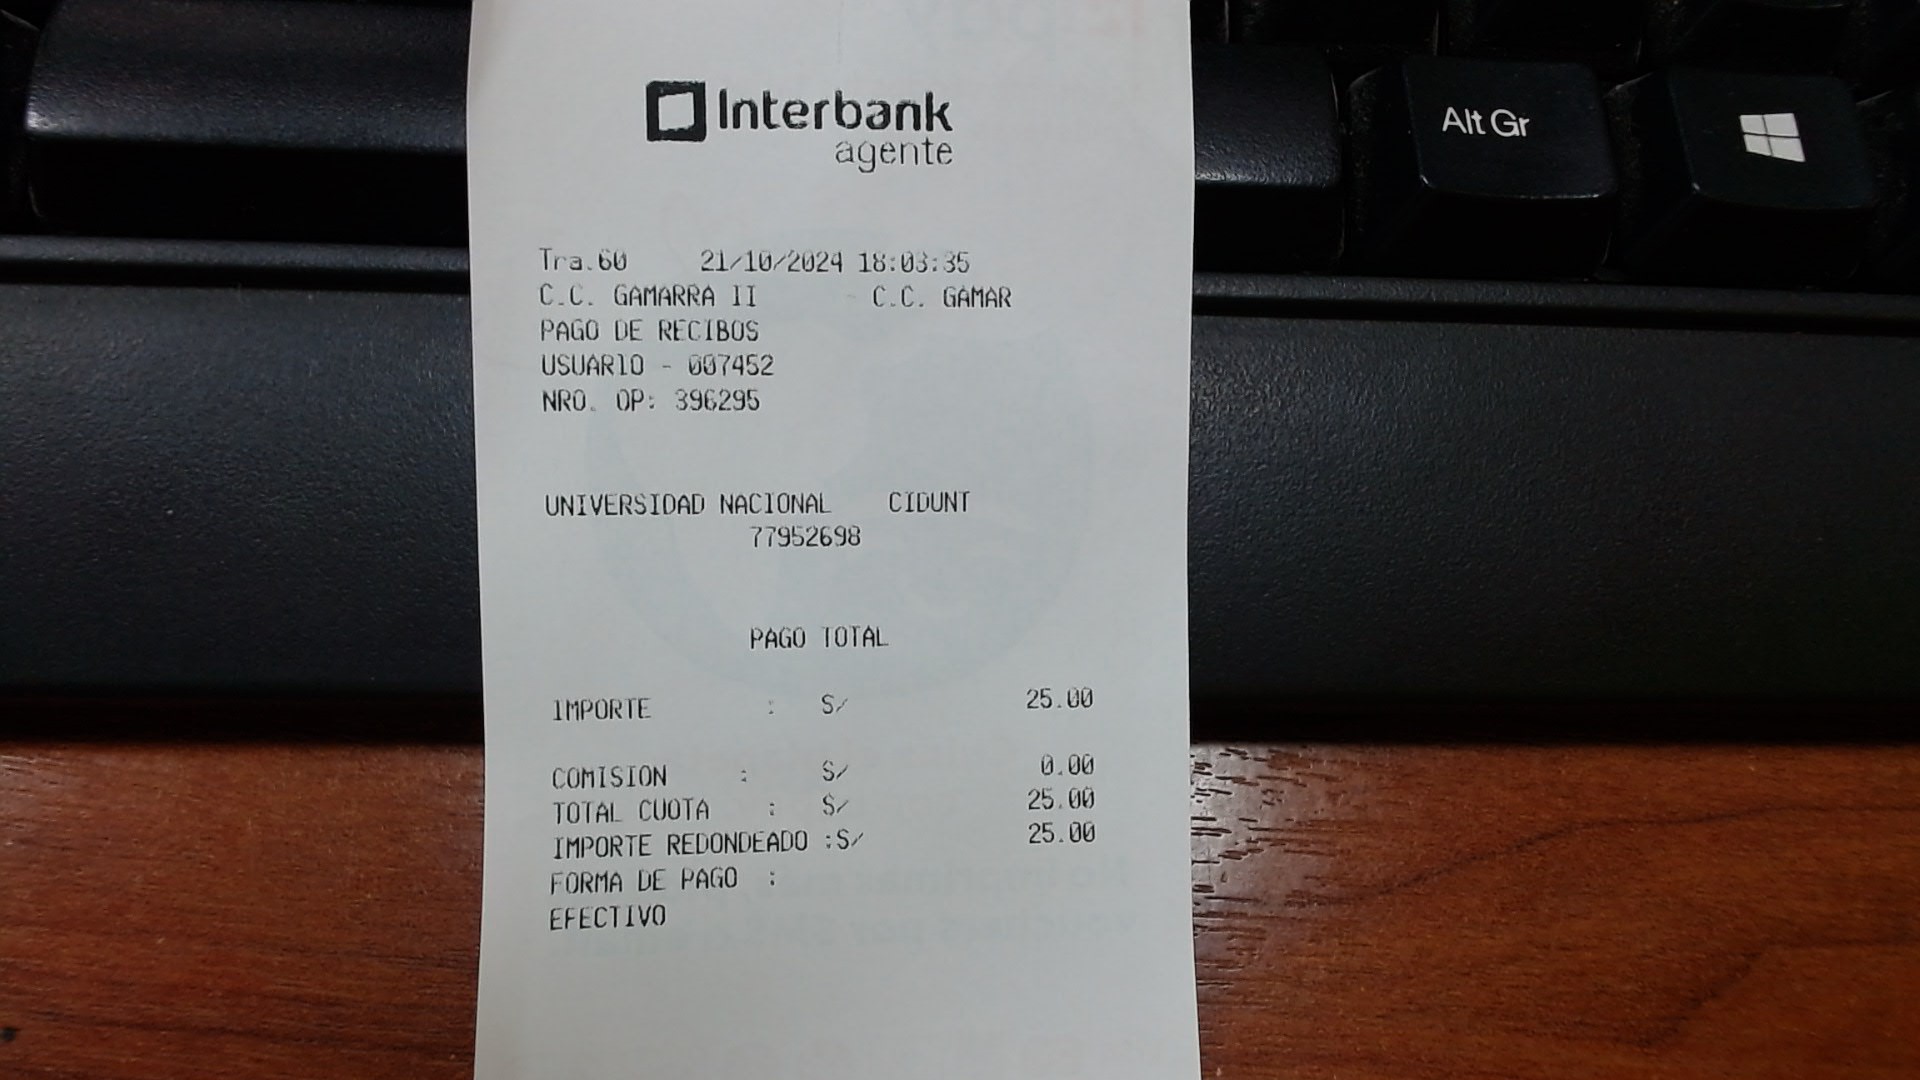 Interbank
agente
Tra.60 21/10/2024 18:03:35
C.C. GAMARRA II C.C. GAMAR
PAGO DE RECIBOS
USUARIO - 007452
NRO. OP: 396295
UNIVERSIDAD NACIONAL CIDUNT
77952698
PAGO TOTAL
IMPORTE : S/ 25.00
COMISION : S/ 0.00
TOTAL CUOTA : S/ 25.00
IMPORTE REDONDEADO :S/ 25.00
FORMA DE PAGO :
EFECTIVO
Alt Gr